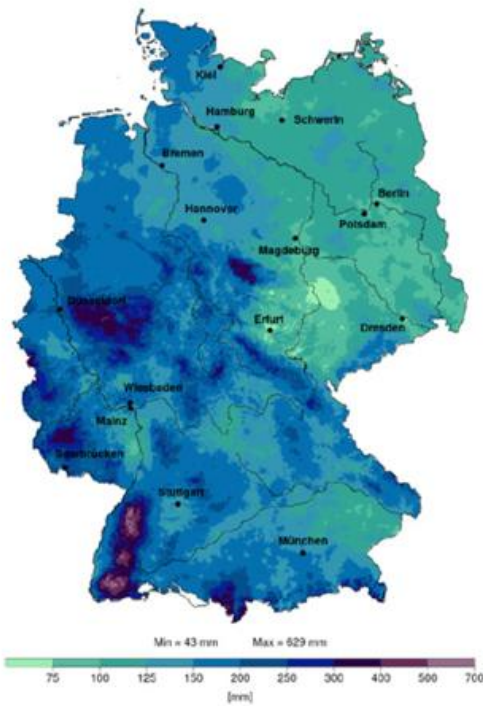 Kiel
Hamburg
Schwerin
Bremen
Berlin
Hannover
Potsdam
Magdeburg
Düsseldorf
Erfurt
Dresden
Wiesbaden
Mainz
Saarbrücken
Stuttgart
München
Min = 43 mm Max = 629 mm
75 100 125 150 200 250 300 400 500 700
[mm]